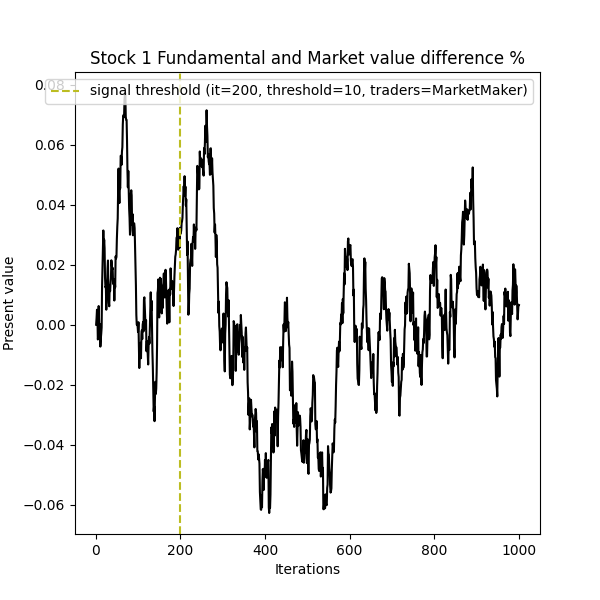 Stock 1 Fundamental and Market value difference %
signal threshold (it=200, threshold=10, traders=MarketMaker)
0.08
0.06
0.04
0.02
0.00
−0.02
−0.04
−0.06
Present value
0 200 400 600 800 1000
Iterations